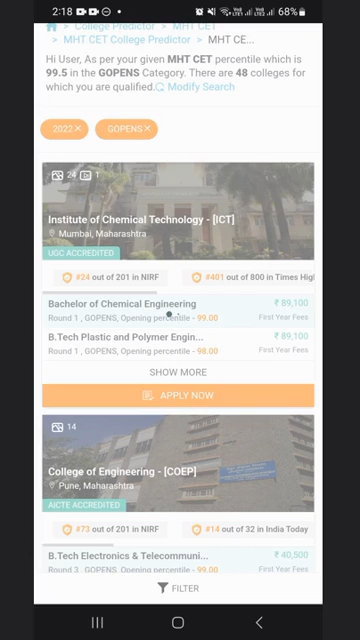 2:18 68%
College Predictor > MHT CET
> MHT CET College Predictor > MHT CE...
Hi User, As per your given MHT CET percentile which is
99.5 in the GOPENS Category. There are 48 colleges for
which you are qualified. Modify Search
2022 × GOPENS ×
24 1
Institute of Chemical Technology - [ICT]
Mumbai, Maharashtra
UGC ACCREDITED
#24 out of 201 in NIRF #401 out of 800 in Times Higl
Bachelor of Chemical Engineering ₹ 89,100
Round 1 , GOPENS, Opening percentile - 99.00 First Year Fees
B.Tech Plastic and Polymer Engin... ₹ 89,100
Round 1 , GOPENS, Opening percentile - 98.00 First Year Fees
SHOW MORE
APPLY NOW
14
College of Engineering - [COEP]
Pune, Maharashtra
AICTE ACCREDITED
#73 out of 201 in NIRF #14 out of 32 in India Today
B.Tech Electronics & Telecommuni... ₹ 40,500
Round 3 , GOPENS, Opening percentile - 99.00 First Year Fees
FILTER